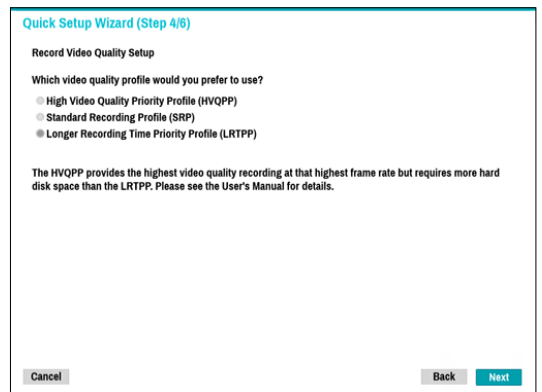 Quick Setup Wizard (Step 4/6)
Record Video Quality Setup
Which video quality profile would you prefer to use?
High Video Quality Priority Profile (HVQPP)
Standard Recording Profile (SRP)
Longer Recording Time Priority Profile (LRTPP)
The HVQPP provides the highest video quality recording at that highest frame rate but requires more hard
disk space than the LRTPP. Please see the User's Manual for details.
Cancel
Back
Next